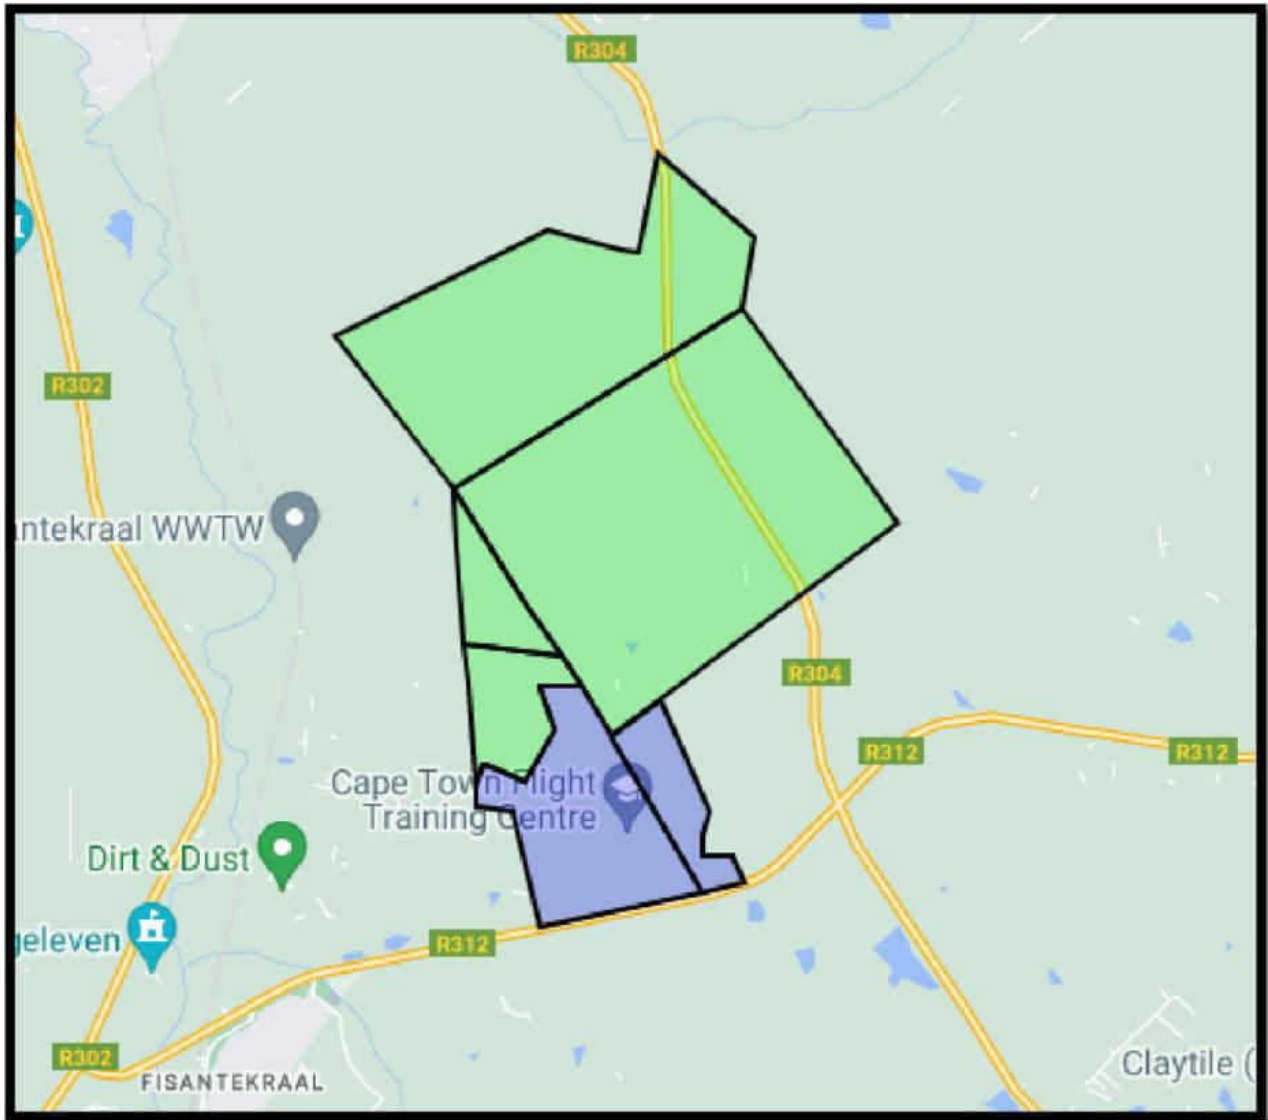 R304
R302
antekraal WWTW
R304
R312
R312
Cape Town Flight
Training Centre
Dirt & Dust
geleven
R312
R302
FISANTEKRAAL
Claytile (